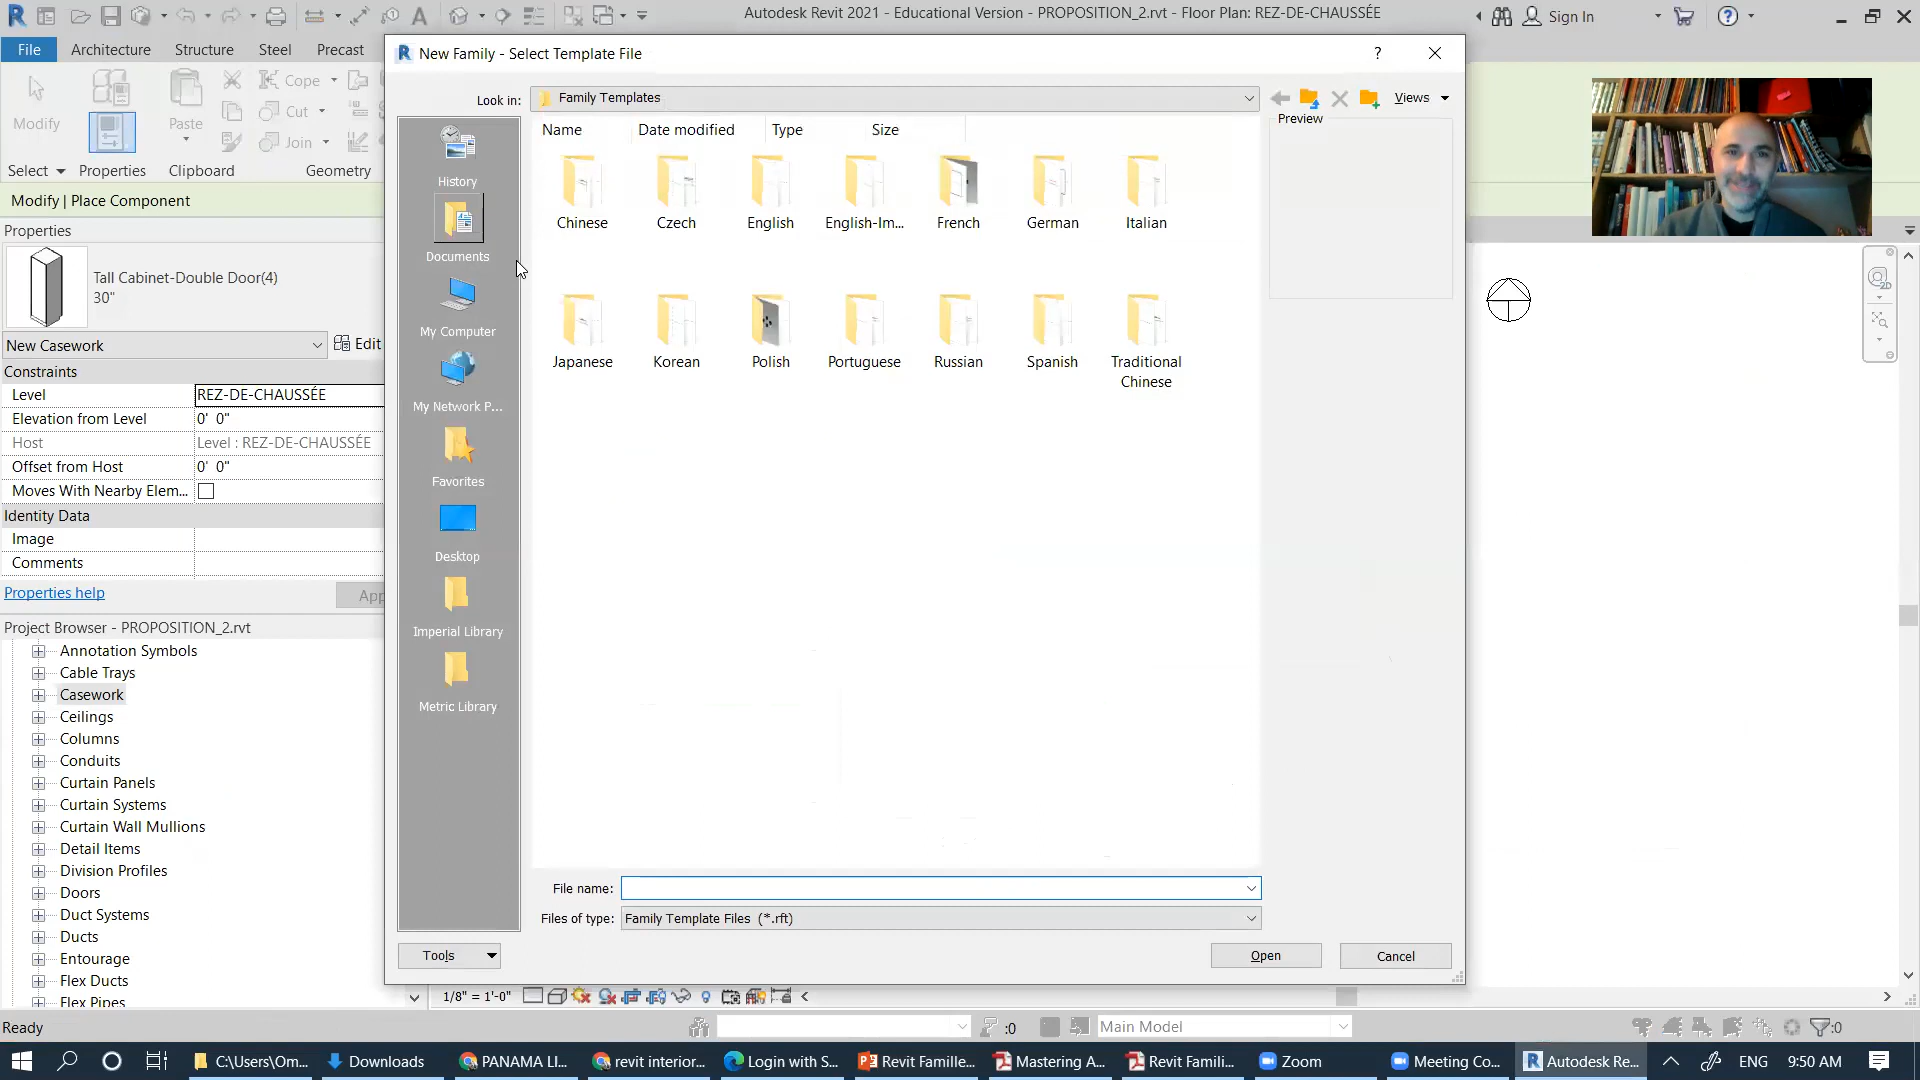 Autodesk Revit 2021 - Educational Version - PROPOSITION_2.rvt - Floor Plan: REZ-DE-CHAUSSÉE
Sign In
File
Architecture
Structure
Steel
Precast
Modify
Paste
Cope
Cut
Join
Select
Properties
Clipboard
Geometry
Modify | Place Component
Properties
Tall Cabinet-Double Door(4)
30"
New Casework
Edit
Constraints
Level
REZ-DE-CHAUSSÉE
Elevation from Level
0' 0"
Host
Level : REZ-DE-CHAUSSÉE
Offset from Host
0' 0"
Moves With Nearby Elem...
Identity Data
Image
Comments
Properties help
App
Project Browser - PROPOSITION_2.rvt
Annotation Symbols
Cable Trays
Casework
Ceilings
Columns
Conduits
Curtain Panels
Curtain Systems
Curtain Wall Mullions
Detail Items
Division Profiles
Doors
Duct Systems
Ducts
Entourage
Flex Ducts
Flex Pipes
New Family - Select Template File
?
Look in:
Family Templates
Views
Name
Date modified
Type
Size
Preview
History
Documents
My Computer
My Network P...
Favorites
Desktop
Imperial Library
Metric Library
Chinese
Czech
English
English-Im...
French
German
Italian
Japanese
Korean
Polish
Portuguese
Russian
Spanish
Traditional
Chinese
File name:
Files of type:
Family Template Files (*.rft)
Tools
Open
Cancel
2D
1/8" = 1'-0"
Ready
:0
Main Model
:0
C:\Users\Om...
Downloads
PANAMA LI...
revit interior...
Login with S...
Revit Famille...
Mastering A...
Revit Famili...
Zoom
Meeting Co...
Autodesk Re...
ENG
9:50 AM